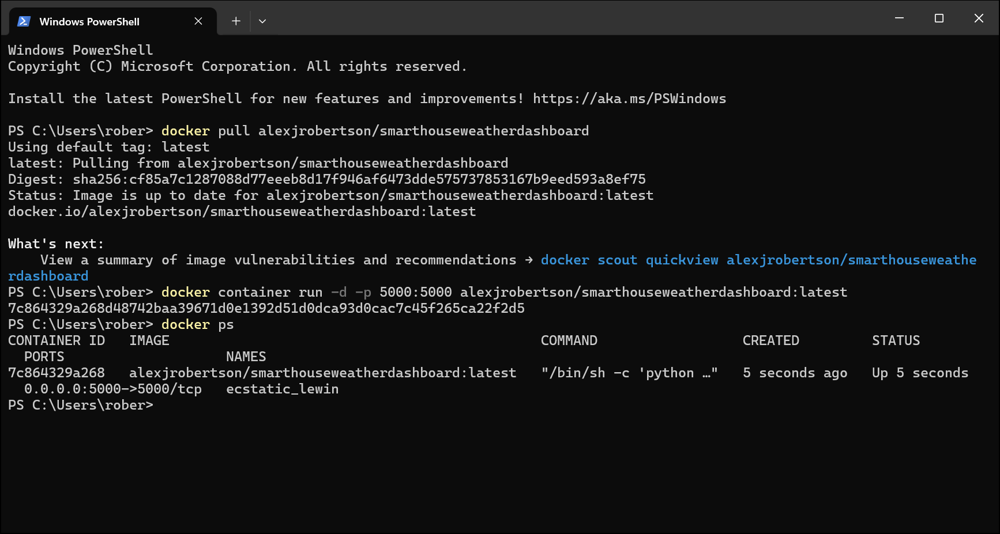 Windows PowerShell
Windows PowerShell
Copyright (C) Microsoft Corporation. All rights reserved.
Install the latest PowerShell for new features and improvements! https://aka.ms/PSWindows
PS C:\Users\rober> docker pull alexjrobertson/smarthouseweatherdashboard
Using default tag: latest
latest: Pulling from alexjrobertson/smarthouseweatherdashboard
Digest: sha256:cf85a7c1287088d77eeeb8d17f946af6473dde575737853167b9eed593a8ef75
Status: Image is up to date for alexjrobertson/smarthouseweatherdashboard:latest
docker.io/alexjrobertson/smarthouseweatherdashboard:latest
What's next:
    View a summary of image vulnerabilities and recommendations → docker scout quickview alexjrobertson/smarthouseweathe
rdashboard
PS C:\Users\rober> docker container run -d -p 5000:5000 alexjrobertson/smarthouseweatherdashboard:latest
7c864329a268d48742baa39671d0e1392d51d0dca93d0cac7c45f265ca22f2d5
PS C:\Users\rober> docker ps
CONTAINER ID   IMAGE                                              COMMAND                  CREATED         STATUS
  PORTS                    NAMES
7c864329a268   alexjrobertson/smarthouseweatherdashboard:latest   "/bin/sh -c 'python …"   5 seconds ago   Up 5 seconds
  0.0.0.0:5000->5000/tcp   ecstatic_lewin
PS C:\Users\rober>